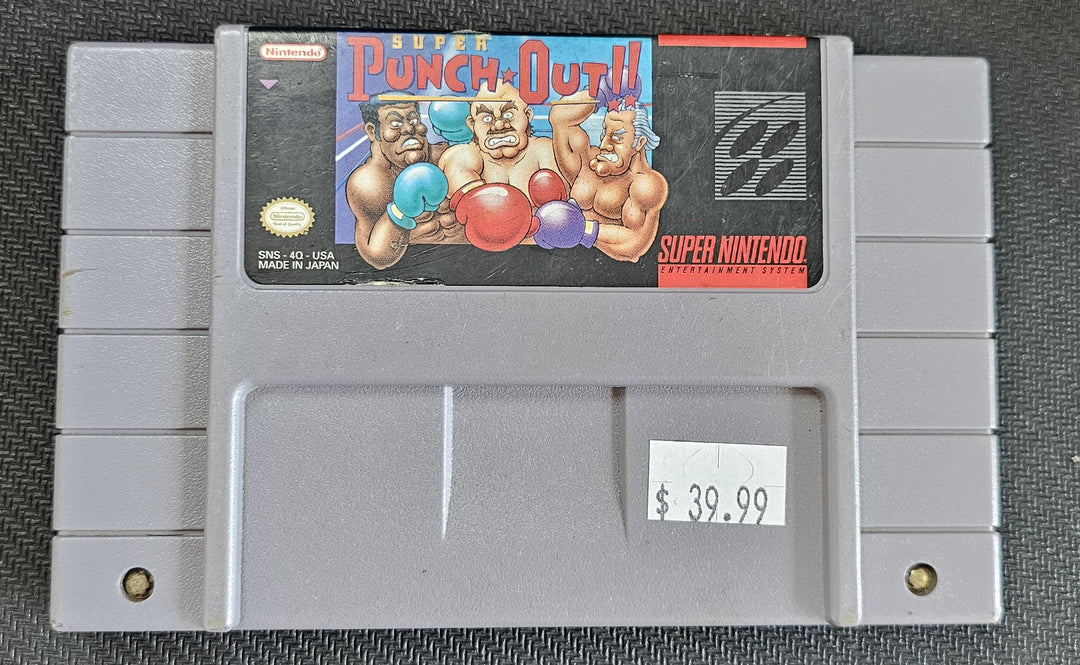 Nintendo
SUPER
PUNCH★OUT!!
Official
Nintendo
Seal of Quality
SNS - 4Q - USA
MADE IN JAPAN
SUPER NINTENDO
ENTERTAINMENT SYSTEM
$ 39.99